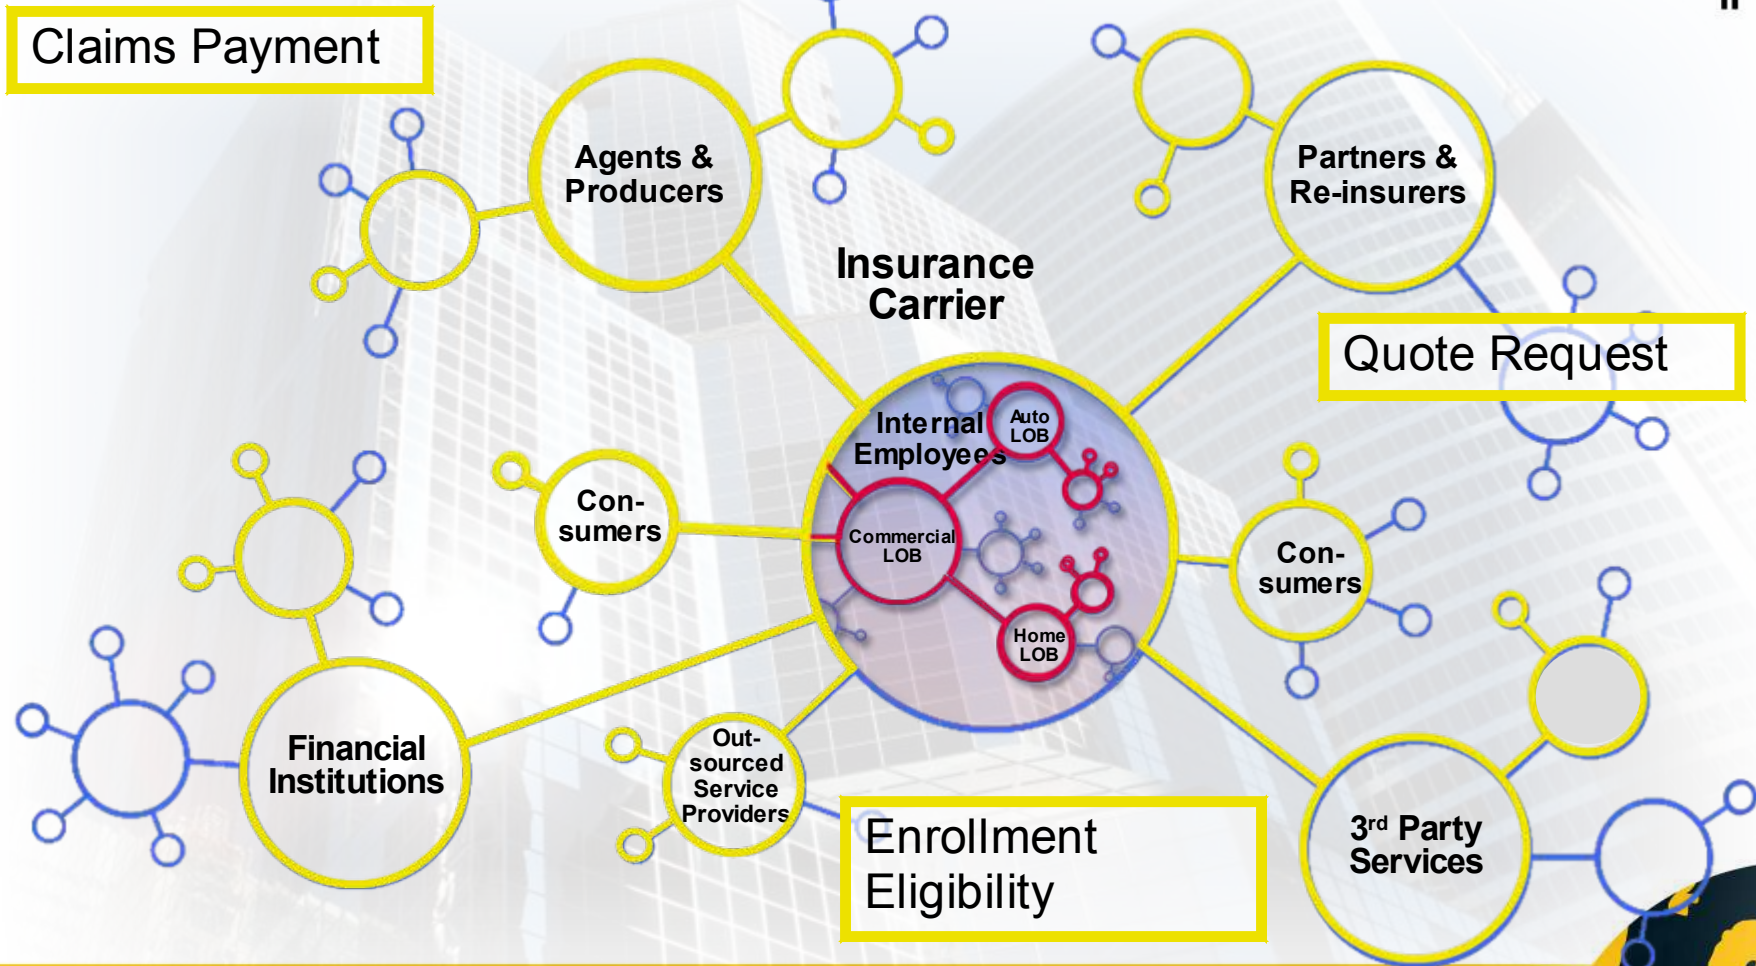 Claims Payment
Agents &
Producers
Partners &
Re-insurers
Insurance
Carrier
Quote Request
Internal
Employees
Auto
LOB
Con-
sumers
Commercial
LOB
Con-
sumers
Home
LOB
Financial
Institutions
Out-
sourced
Service
Providers
Enrollment
Eligibility
3rd Party
Services